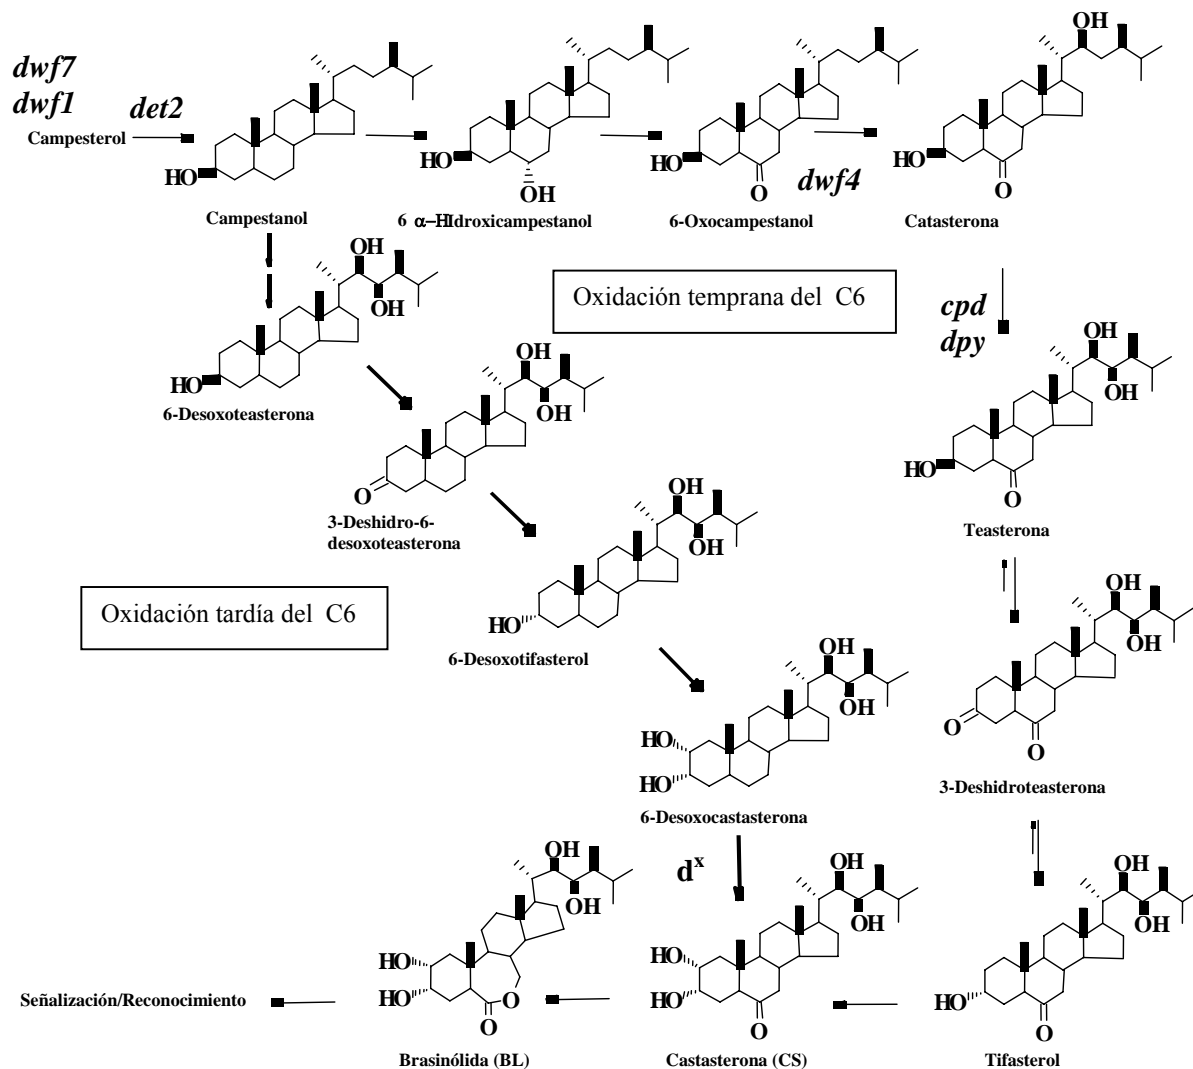 OH
dwf7
dwf1
det2
Campesterol
HO
HO
OH
HO
O
dwf4
HO
O
Campestanol
6 α–HIdroxicampestanol
6-Oxocampestanol
Catasterona
OH
OH
HO
6-Desoxoteasterona
Oxidación temprana del C6
cpd
dpy
OH
OH
O
3-Deshidro-6-
desoxoteasterona
OH
OH
HO
O
Teasterona
OH
OH
HO
6-Desoxotifasterol
Oxidación tardía del C6
OH
OH
O
O
3-Deshidroteasterona
OH
OH
HO
HO
6-Desoxocastasterona
dx
OH
OH
HO
HO
O
O
Brasinólida (BL)
OH
OH
HO
HO
O
Castasterona (CS)
OH
OH
HO
O
Tifasterol
Señalización/Reconocimiento